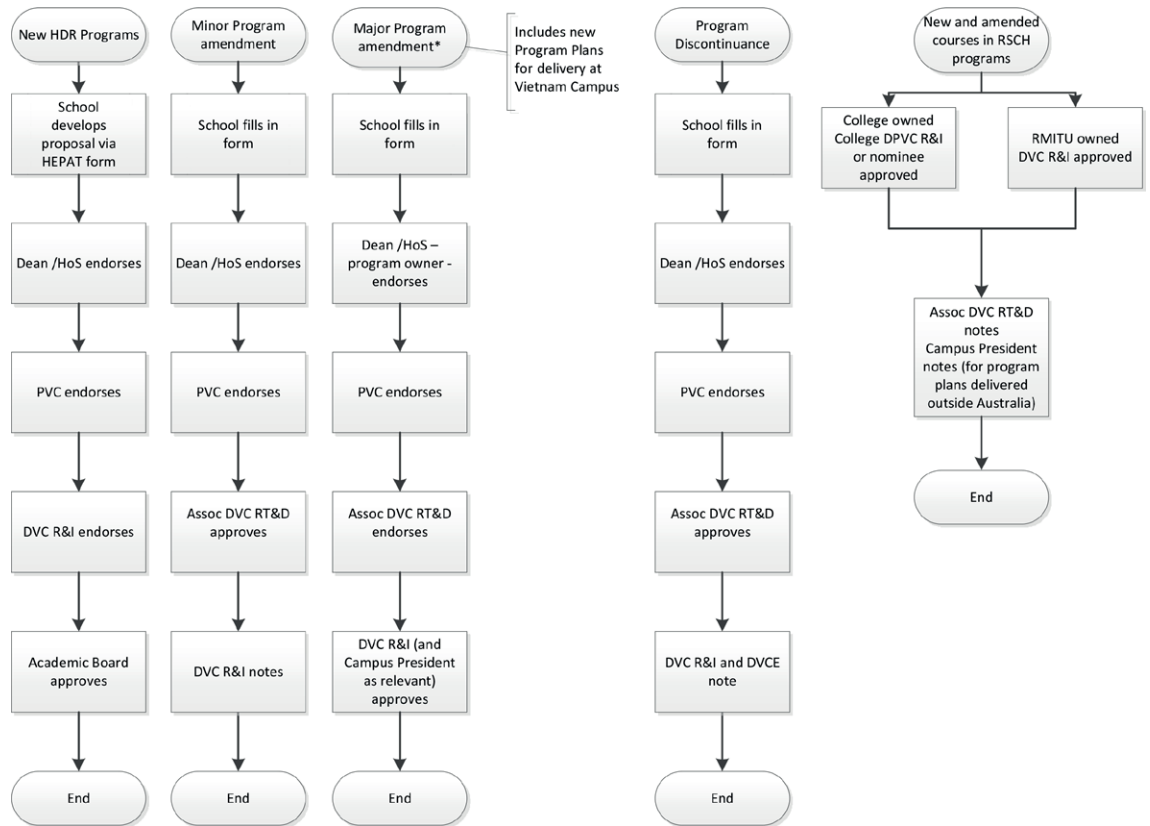 New HDR Programs
School
develops
proposal via
HEPAT form
Dean /HoS endorses
PVC endorses
DVC R&I endorses
Academic Board
approves
End
Minor Program
amendment
School fills in
form
Dean /HoS endorses
PVC endorses
Assoc DVC RT&D
approves
DVC R&I notes
End
Major Program
amendment*
Includes new
Program Plans
for delivery at
Vietnam Campus
School fills in
form
Dean /HoS –
program owner -
endorses
PVC endorses
Assoc DVC RT&D
endorses
DVC R&I (and
Campus President
as relevant)
approves
End
Program
Discontinuance
School fills in
form
Dean /HoS endorses
PVC endorses
Assoc DVC RT&D
approves
DVC R&I and DVCE
note
End
New and amended
courses in RSCH
programs
College owned
College DPVC R&I
or nominee
approved
RMITU owned
DVC R&I approved
Assoc DVC RT&D
notes
Campus President
notes (for program
plans delivered
outside Australia)
End